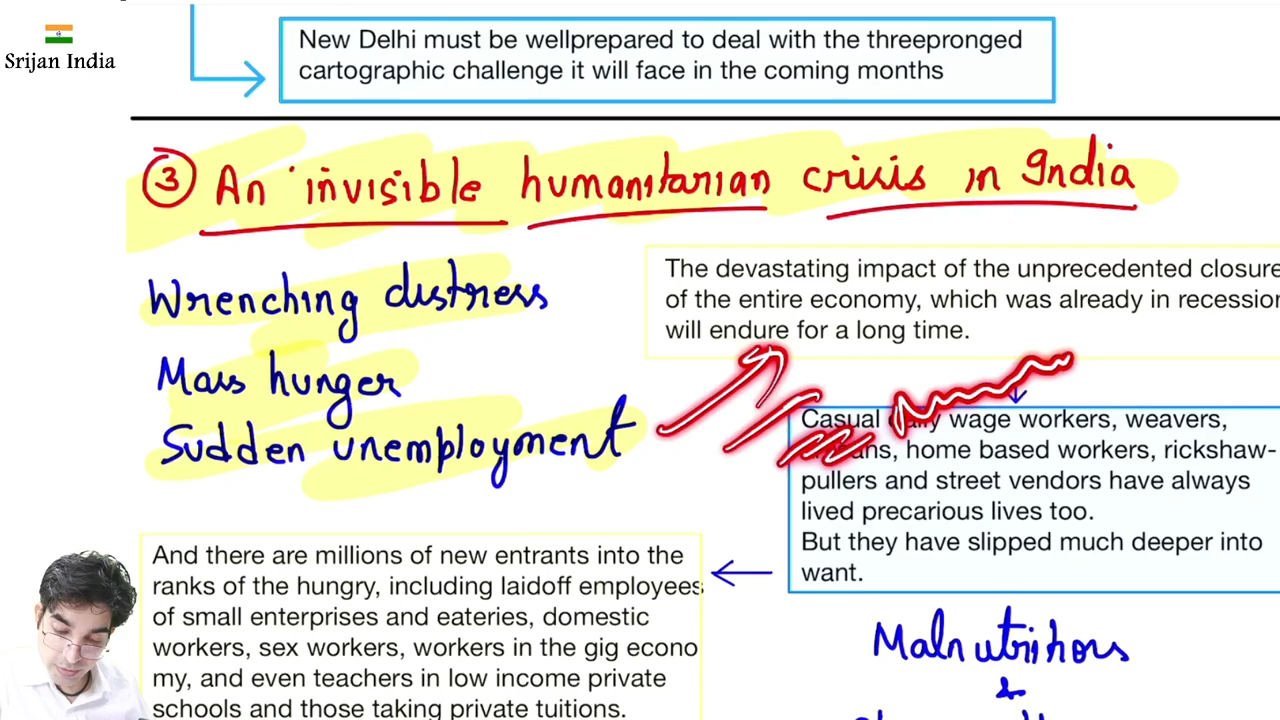 Srijan India
New Delhi must be wellprepared to deal with the threepronged
cartographic challenge it will face in the coming months
3 An invisible humanitarian crisis in India
Wrenching distress
Mass hunger
Sudden unemployment
The devastating impact of the unprecedented closure
of the entire economy, which was already in recession
will endure for a long time.
Casual daily wage workers, weavers,
home based workers, rickshaw-
pullers and street vendors have always
lived precarious lives too.
But they have slipped much deeper into
want.
And there are millions of new entrants into the
ranks of the hungry, including laidoff employees
of small enterprises and eateries, domestic
workers, sex workers, workers in the gig econo
my, and even teachers in low income private
schools and those taking private tuitions.
Malnutritions
&